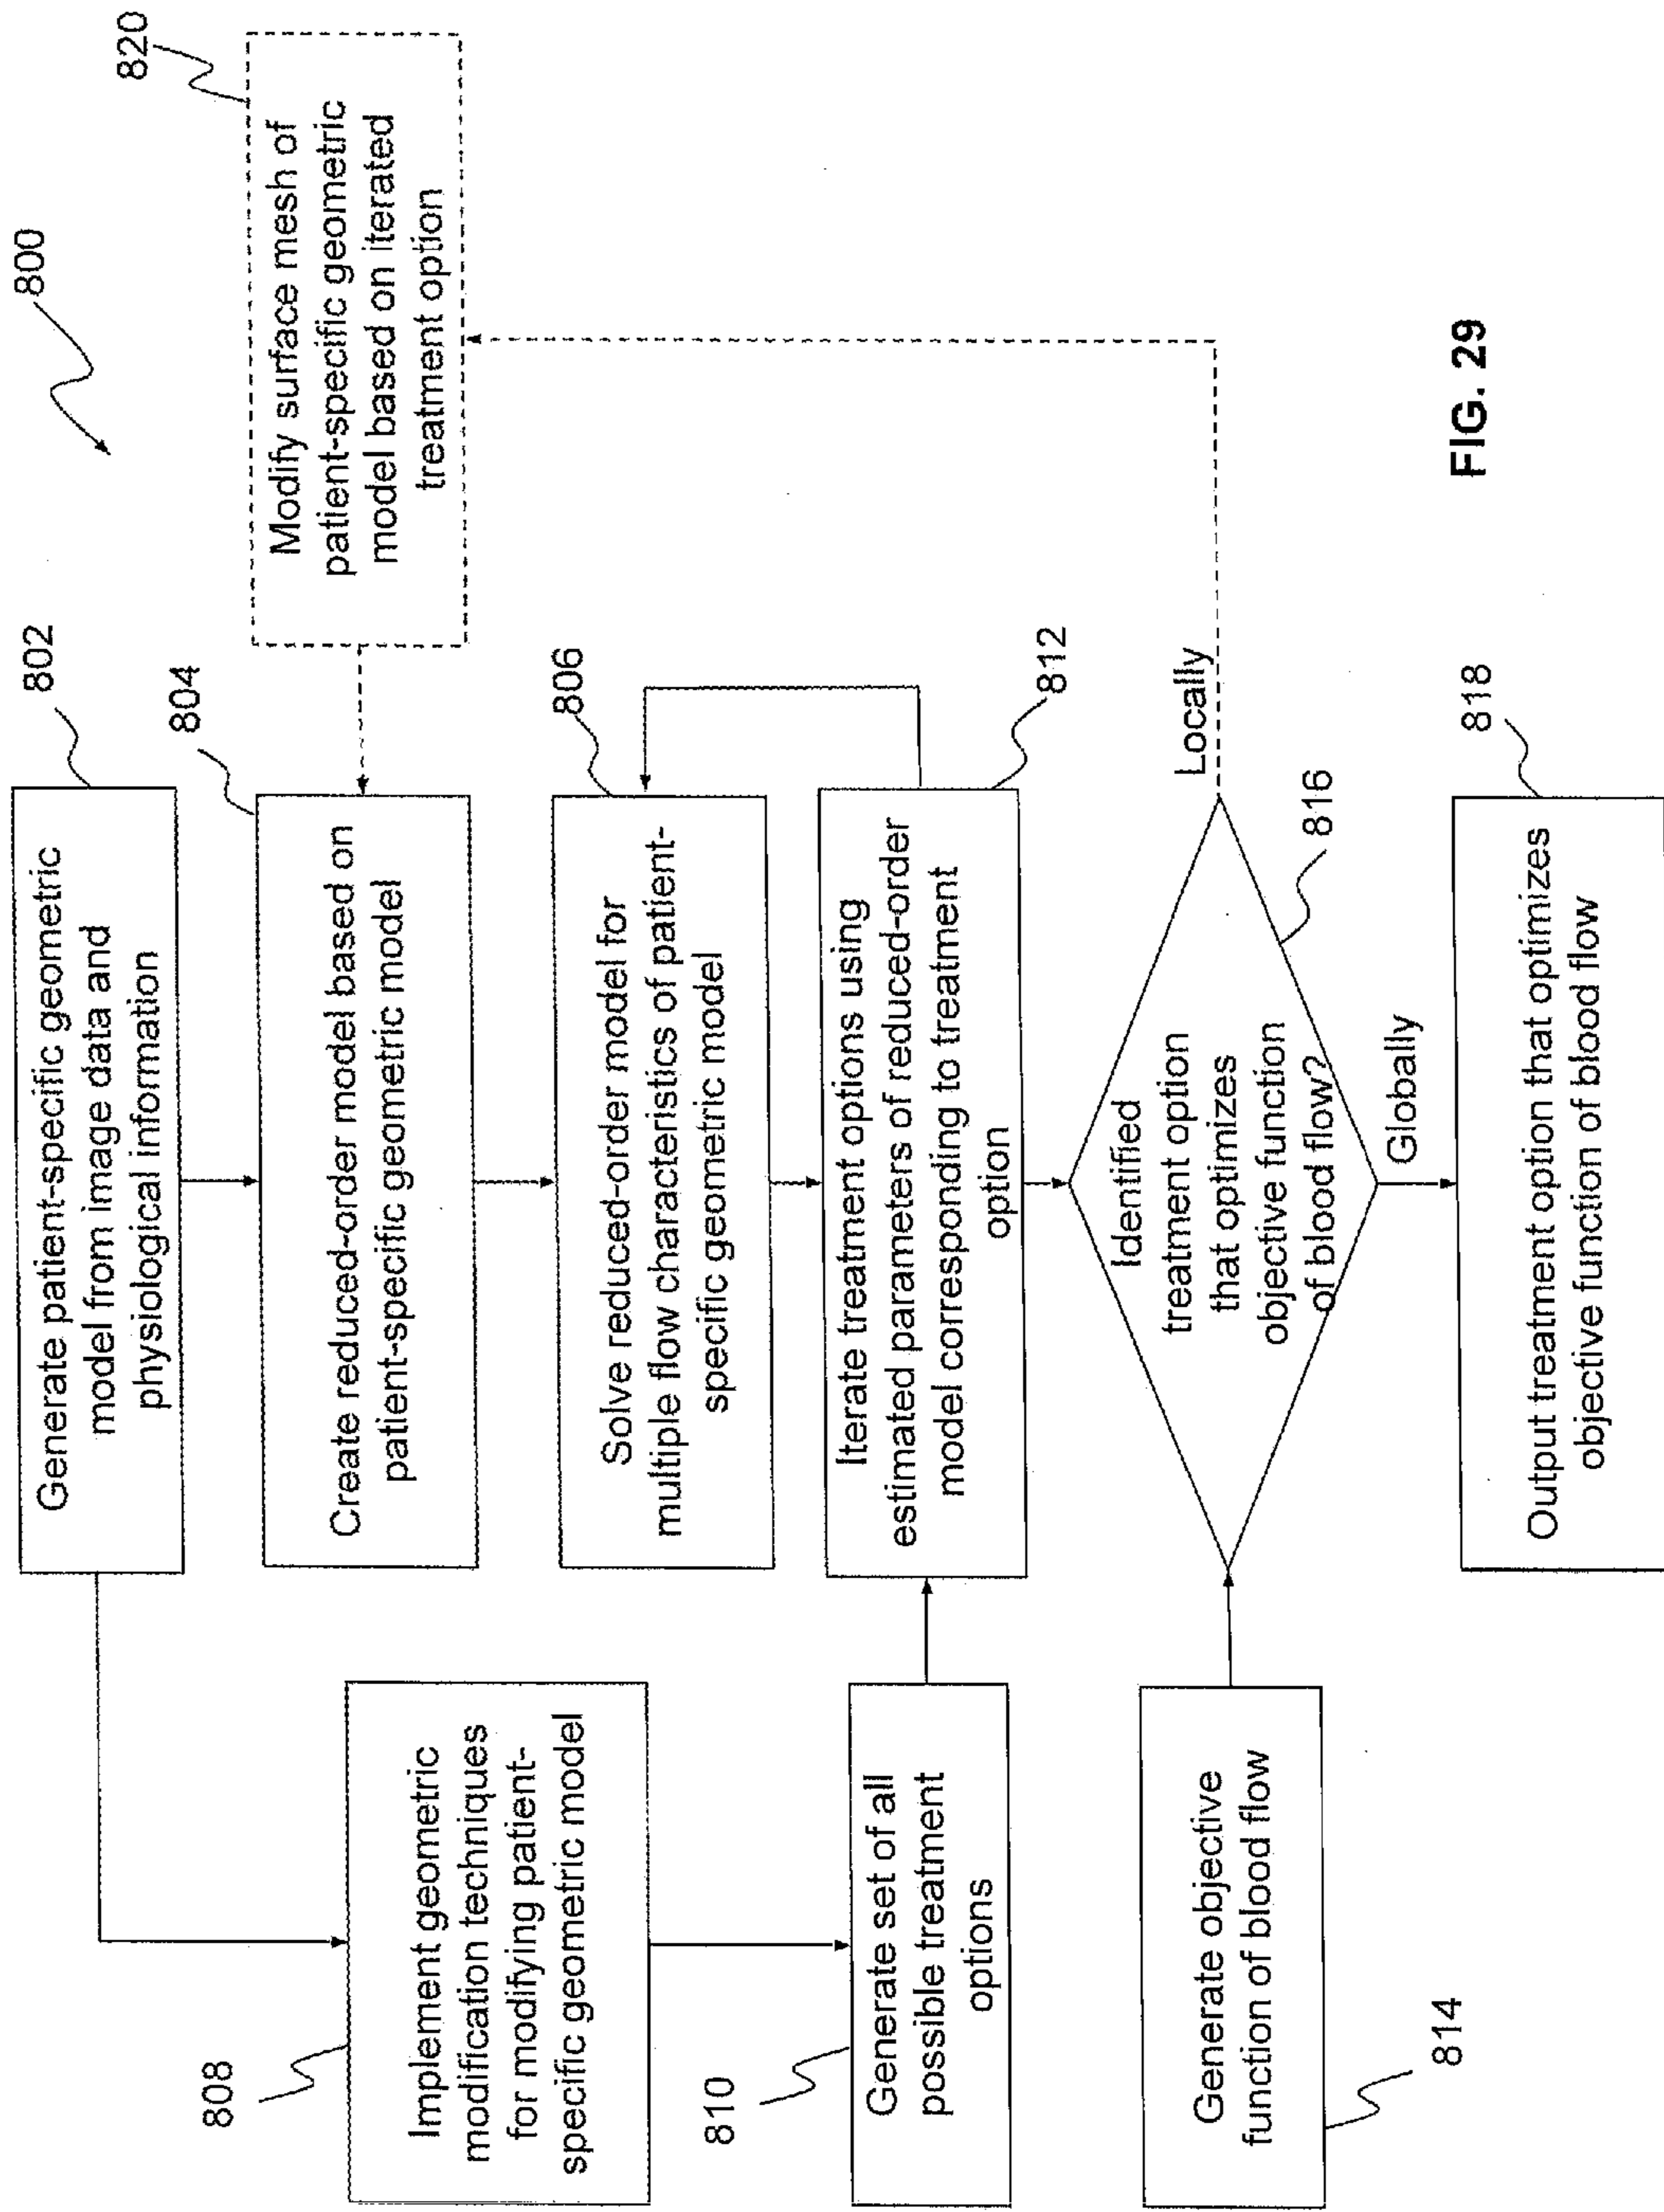 800
802
Generate patient-specific geometric
model from image data and
physiological information
804
Create reduced-order model based on
patient-specific geometric model
820
Modify surface mesh of
patient-specific geometric
model based on iterated
treatment option
808
Implement geometric
modification techniques
for modifying patient-
specific geometric model
806
Solve reduced-order model for
multiple flow characteristics of patient-
specific geometric model
810
Generate set of all
possible treatment
options
Iterate treatment options using
estimated parameters of reduced-order
model corresponding to treatment
option
812
814
Generate objective
function of blood flow
Identified
treatment option
that optimizes
objective function
of blood flow?
816
Locally
Globally
818
Output treatment option that optimizes
objective function of blood flow
FIG. 29